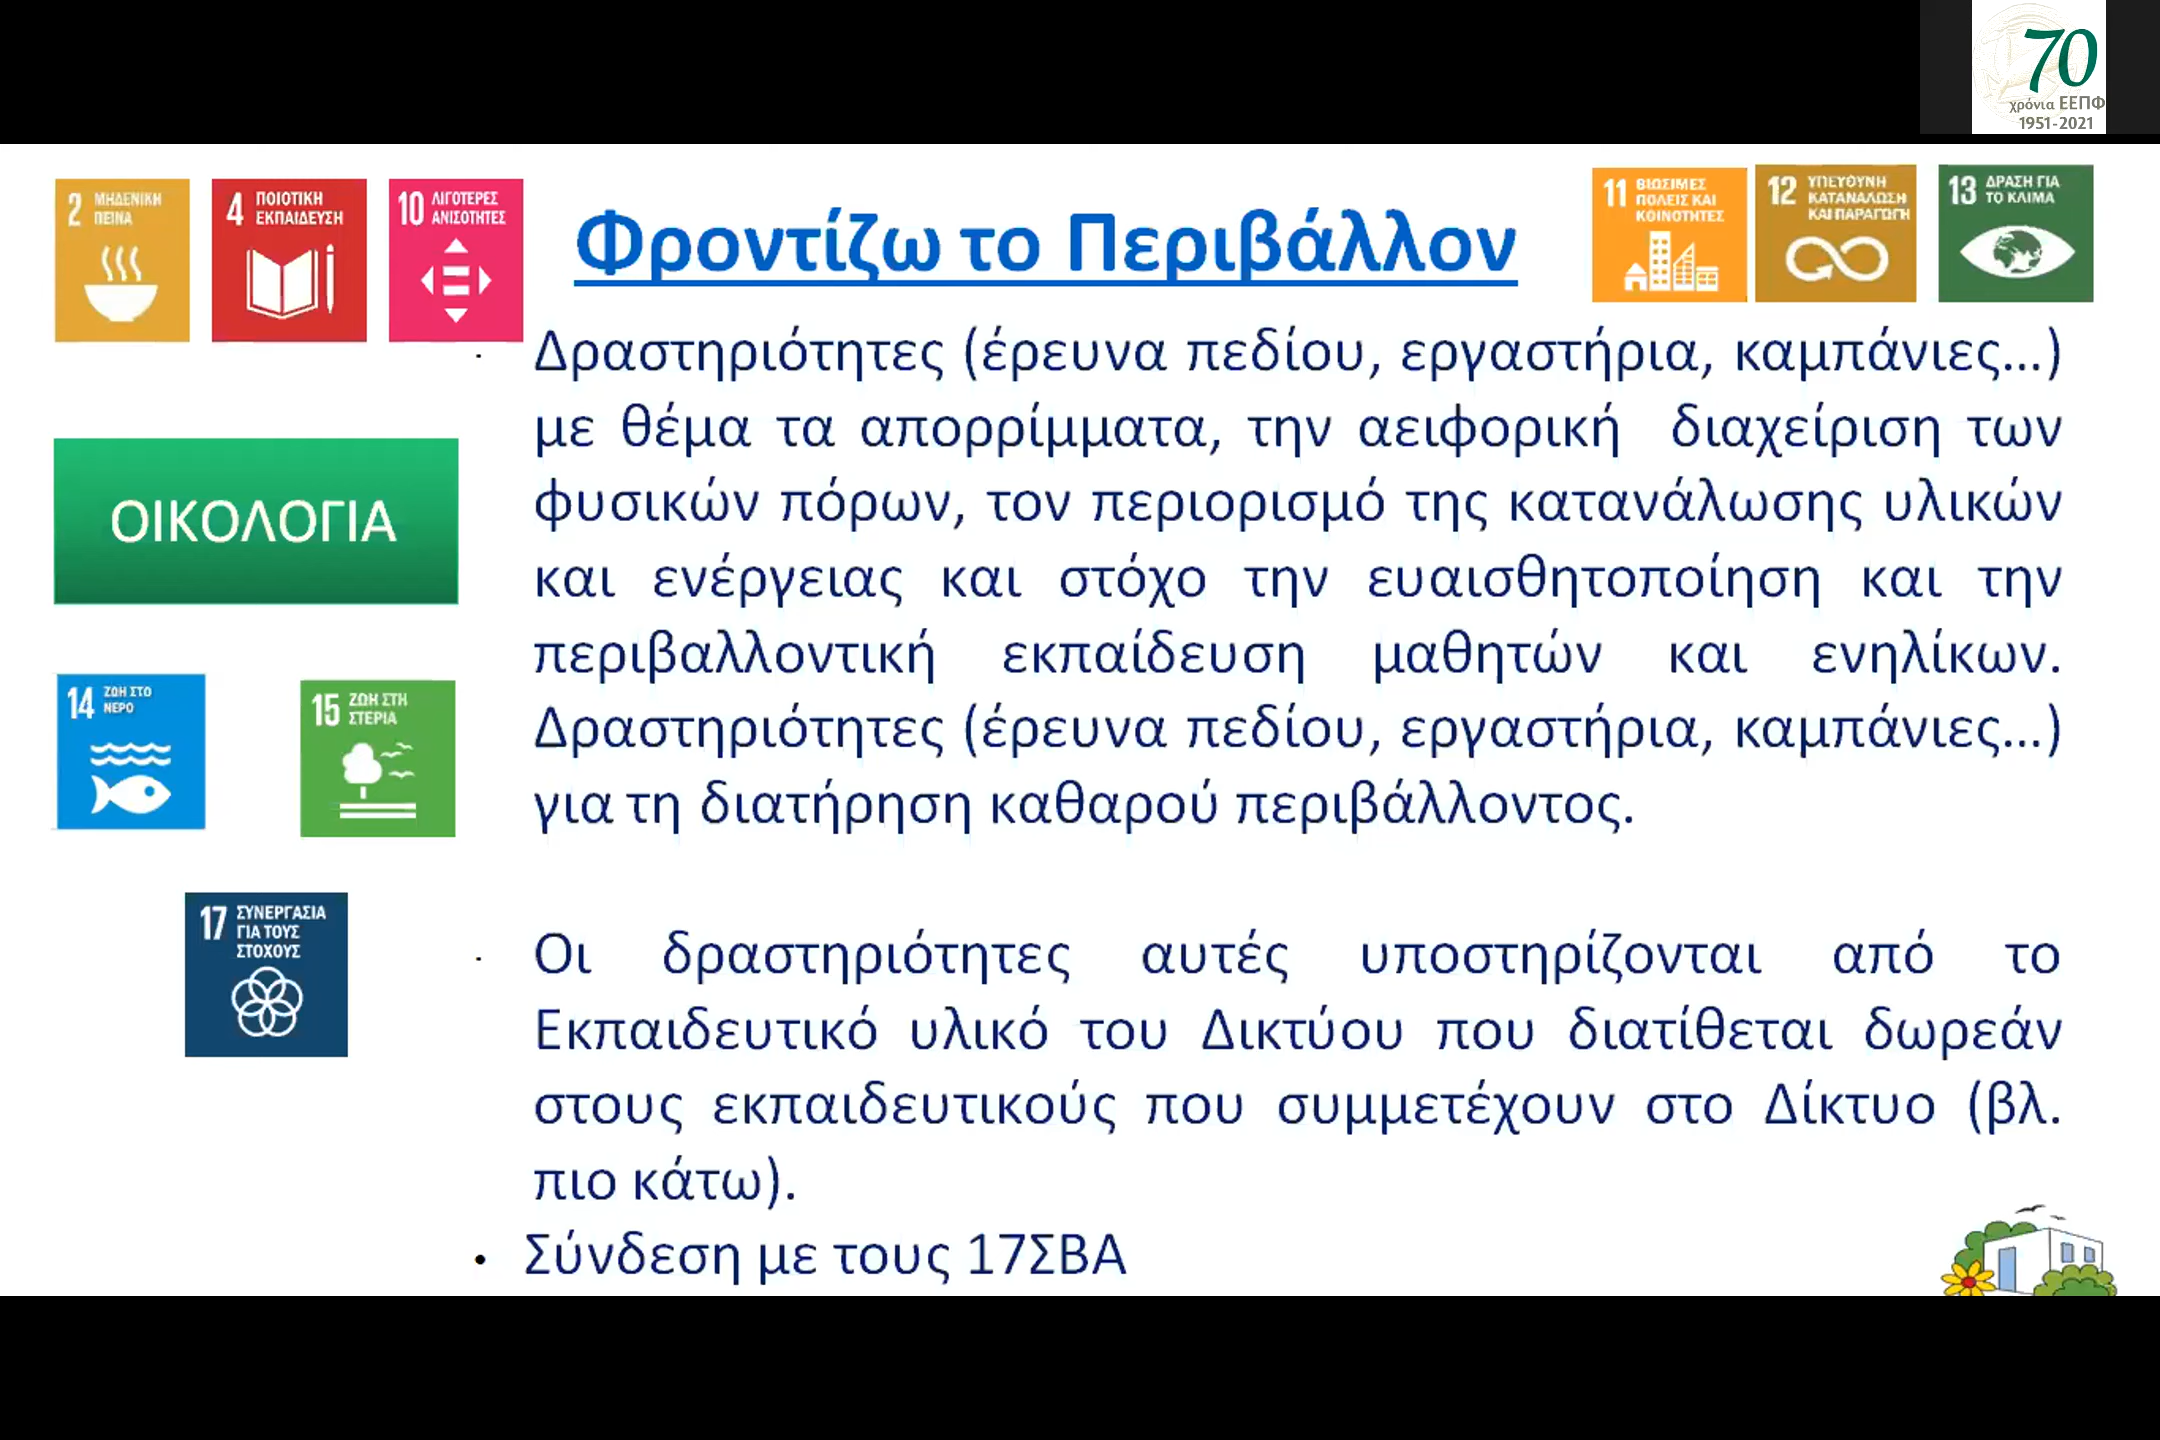 70
χρόνια ΕΕΠΦ
1951-2021
2 ΜΗΔΕΝΙΚΗ
ΠΕΙΝΑ
4 ΠΟΙΟΤΙΚΗ
ΕΚΠΑΙΔΕΥΣΗ
10 ΛΙΓΟΤΕΡΕΣ
ΑΝΙΣΟΤΗΤΕΣ
Φροντίζω το Περιβάλλον
11 ΒΙΩΣΙΜΕΣ
ΠΟΛΕΙΣ ΚΑΙ
ΚΟΙΝΟΤΗΤΕΣ
12 ΥΠΕΥΘΥΝΗ
ΚΑΤΑΝΑΛΩΣΗ
ΚΑΙ ΠΑΡΑΓΩΓΗ
13 ΔΡΑΣΗ ΓΙΑ
ΤΟ ΚΛΙΜΑ
ΟΙΚΟΛΟΓΙΑ
14 ΖΩΗ ΣΤΟ
ΝΕΡΟ
15 ΖΩΗ ΣΤΗ
ΣΤΕΡΙΑ
17 ΣΥΝΕΡΓΑΣΙΑ
ΓΙΑ ΤΟΥΣ
ΣΤΟΧΟΥΣ
· Δραστηριότητες (έρευνα πεδίου, εργαστήρια, καμπάνιες...)
με θέμα τα απορρίμματα, την αειφορική διαχείριση των
φυσικών πόρων, τον περιορισμό της κατανάλωσης υλικών
και ενέργειας και στόχο την ευαισθητοποίηση και την
περιβαλλοντική εκπαίδευση μαθητών και ενηλίκων.
Δραστηριότητες (έρευνα πεδίου, εργαστήρια, καμπάνιες...)
για τη διατήρηση καθαρού περιβάλλοντος.
· Οι δραστηριότητες αυτές υποστηρίζονται από το
Εκπαιδευτικό υλικό του Δικτύου που διατίθεται δωρεάν
στους εκπαιδευτικούς που συμμετέχουν στο Δίκτυο (βλ.
πιο κάτω).
• Σύνδεση με τους 17ΣΒΑ